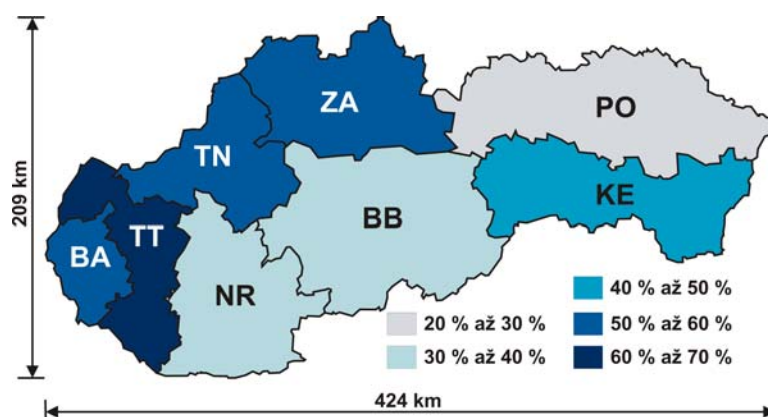 209 km
ZA
PO
TN
KE
TT
BB
BA
NR
40 % až 50 %
20 % až 30 %
50 % až 60 %
30 % až 40 %
60 % až 70 %
424 km